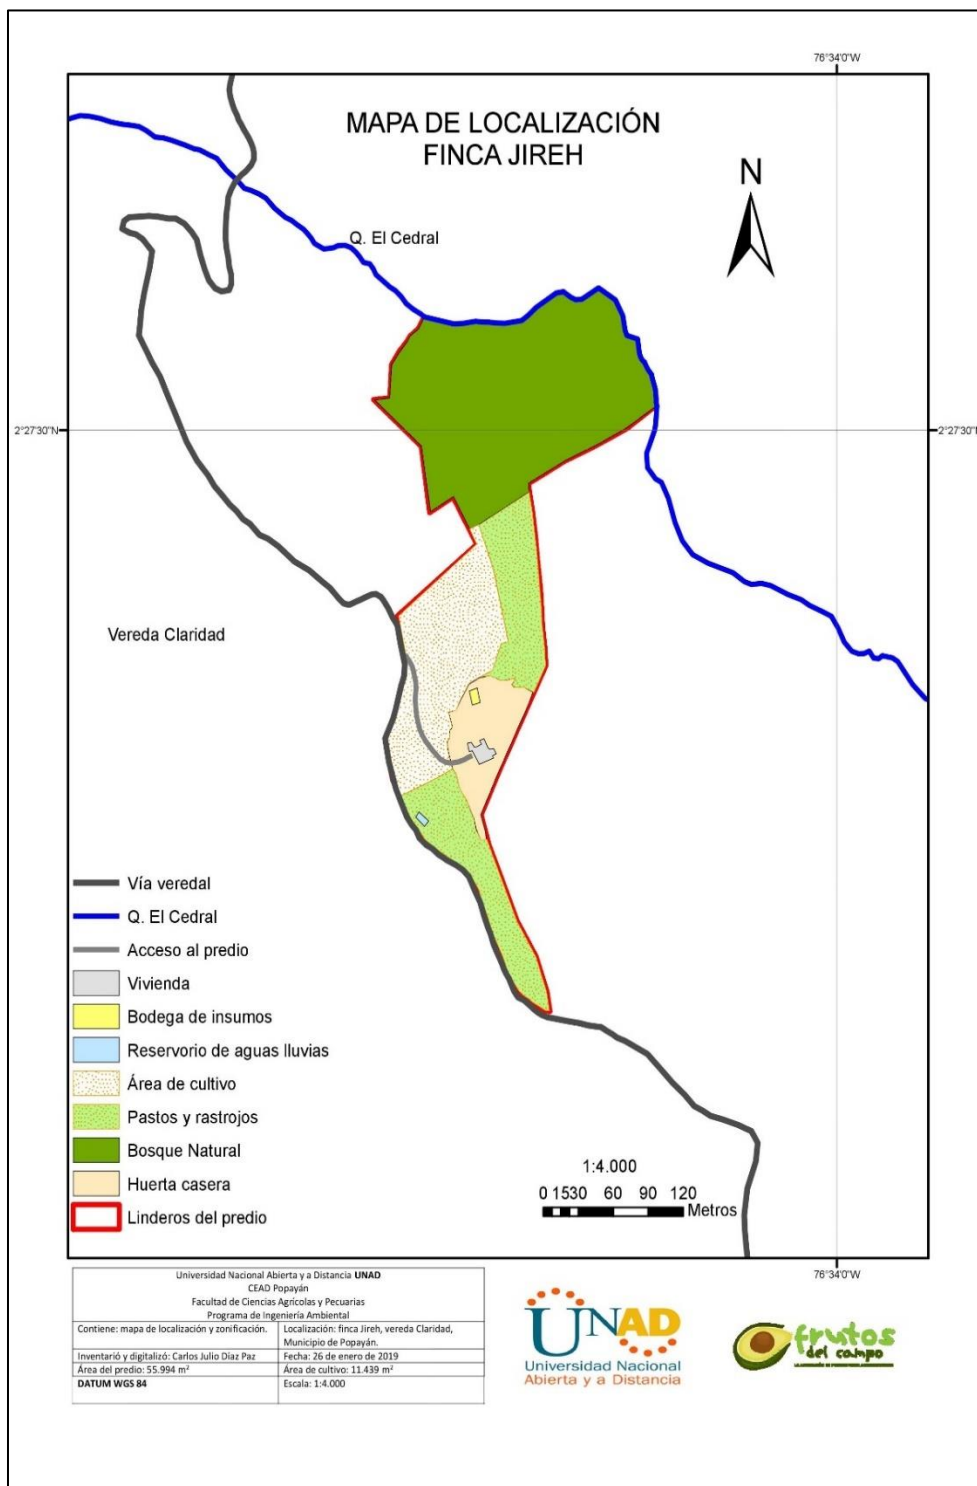 76°34'0"W
MAPA DE LOCALIZACIÓN
FINCA JIREH
N
Q. El Cedral
2°27'30"N
2°27'30"N
Vereda Claridad
Vía veredal
Q. El Cedral
Acceso al predio
Vivienda
Bodega de insumos
Reservorio de aguas lluvias
Área de cultivo
Pastos y rastrojos
Bosque Natural
Huerta casera
Linderos del predio
1:4.000
0 1530 60 90 120
Metros
76°34'0"W
Universidad Nacional Abierta y a Distancia UNAD
CEAD Popayán
Facultad de Ciencias Agrícolas y Pecuarias
Programa de Ingeniería Ambiental
Contiene: mapa de localización y zonificación.
Localización: finca Jireh, vereda Claridad,
Municipio de Popayán.
Inventarió y digitalizó: Carlos Julio Díaz Paz
Fecha: 26 de enero de 2019
Área del predio: 55.994 m²
Área de cultivo: 11.439 m²
DATUM WGS 84
Escala: 1:4.000
UNAD
Universidad Nacional
Abierta y a Distancia
frutos
del campo